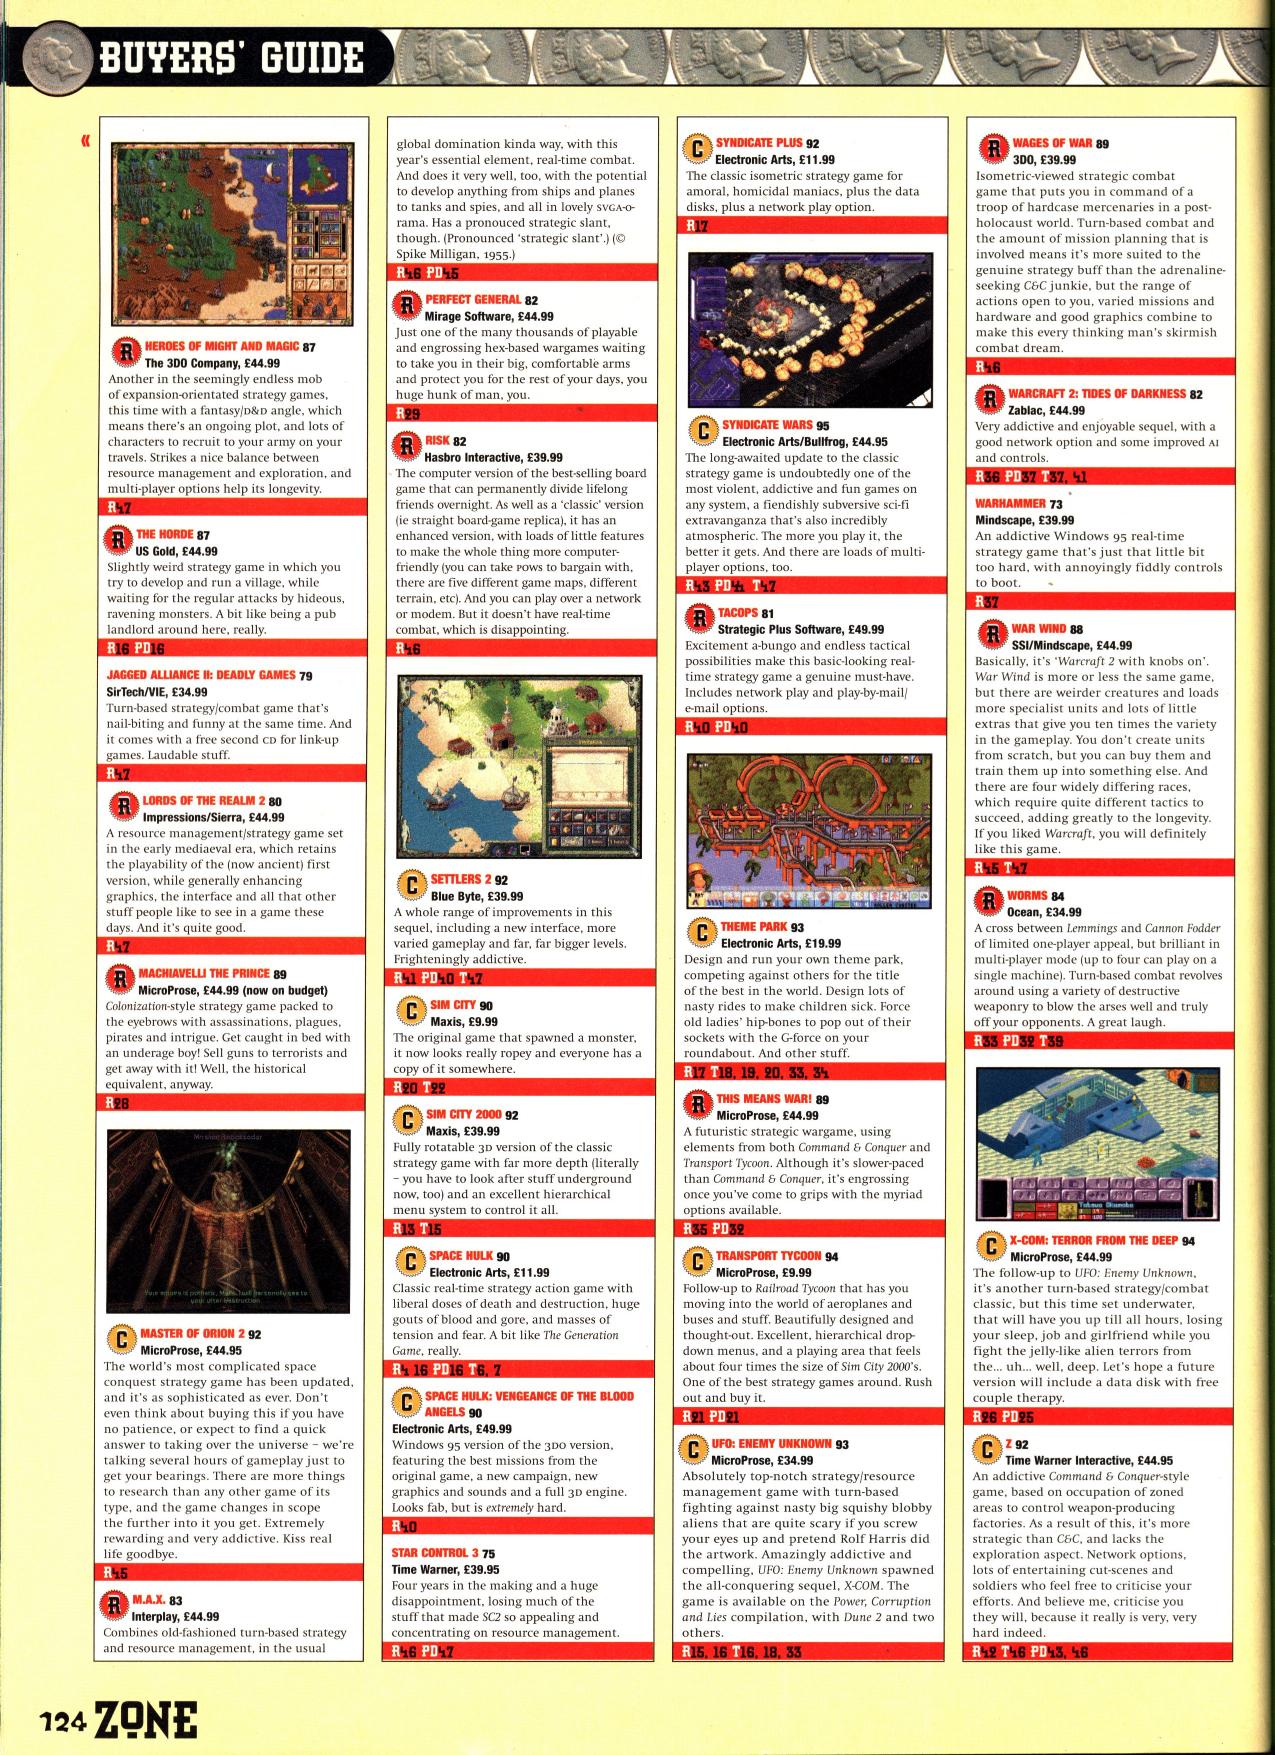 BUYERS' GUIDE
«
R HEROES OF MIGHT AND MAGIC 87
The 3DO Company, £44.99
Another in the seemingly endless mob
of expansion-orientated strategy games,
this time with a fantasy/D&D angle, which
means there's an ongoing plot, and lots of
characters to recruit to your army on your
travels. Strikes a nice balance between
resource management and exploration, and
multi-player options help its longevity.
R47
R THE HORDE 87
US Gold, £44.99
Slightly weird strategy game in which you
try to develop and run a village, while
waiting for the regular attacks by hideous,
ravening monsters. A bit like being a pub
landlord around here, really.
R16 PD16
JAGGED ALLIANCE II: DEADLY GAMES 79
SirTech/VIE, £34.99
Turn-based strategy/combat game that's
nail-biting and funny at the same time. And
it comes with a free second CD for link-up
games. Laudable stuff.
R47
R LORDS OF THE REALM 2 80
Impressions/Sierra, £44.99
A resource management/strategy game set
in the early mediaeval era, which retains
the playability of the (now ancient) first
version, while generally enhancing
graphics, the interface and all that other
stuff people like to see in a game these
days. And it's quite good.
R47
R MACHIAVELLI THE PRINCE 89
MicroProse, £44.99 (now on budget)
Colonization-style strategy game packed to
the eyebrows with assassinations, plagues,
pirates and intrigue. Get caught in bed with
an underage boy! Sell guns to terrorists and
get away with it! Well, the historical
equivalent, anyway.
R28
C MASTER OF ORION 2 92
MicroProse, £44.95
The world's most complicated space
conquest strategy game has been updated,
and it's as sophisticated as ever. Don't
even think about buying this if you have
no patience, or expect to find a quick
answer to taking over the universe – we're
talking several hours of gameplay just to
get your bearings. There are more things
to research than any other game of its
type, and the game changes in scope
the further into it you get. Extremely
rewarding and very addictive. Kiss real
life goodbye.
R45
R M.A.X. 83
Interplay, £44.99
Combines old-fashioned turn-based strategy
and resource management, in the usual
global domination kinda way, with this
year's essential element, real-time combat.
And does it very well, too, with the potential
to develop anything from ships and planes
to tanks and spies, and all in lovely SVGA-o-
rama. Has a pronouced strategic slant,
though. (Pronounced 'strategic slant'.) (©
Spike Milligan, 1955.)
R46 PD45
R PERFECT GENERAL 82
Mirage Software, £44.99
Just one of the many thousands of playable
and engrossing hex-based wargames waiting
to take you in their big, comfortable arms
and protect you for the rest of your days, you
huge hunk of man, you.
R29
R RISK 82
Hasbro Interactive, £39.99
The computer version of the best-selling board
game that can permanently divide lifelong
friends overnight. As well as a 'classic' version
(ie straight board-game replica), it has an
enhanced version, with loads of little features
to make the whole thing more computer-
friendly (you can take POWs to bargain with,
there are five different game maps, different
terrain, etc). And you can play over a network
or modem. But it doesn't have real-time
combat, which is disappointing.
R46
C SETTLERS 2 92
Blue Byte, £39.99
A whole range of improvements in this
sequel, including a new interface, more
varied gameplay and far, far bigger levels.
Frighteningly addictive.
R41 PD40 T47
C SIM CITY 90
Maxis, £9.99
The original game that spawned a monster,
it now looks really ropey and everyone has a
copy of it somewhere.
R20 T22
C SIM CITY 2000 92
Maxis, £39.99
Fully rotatable 3D version of the classic
strategy game with far more depth (literally
– you have to look after stuff underground
now, too) and an excellent hierarchical
menu system to control it all.
R13 T15
C SPACE HULK 90
Electronic Arts, £11.99
Classic real-time strategy action game with
liberal doses of death and destruction, huge
gouts of blood and gore, and masses of
tension and fear. A bit like The Generation
Game, really.
R4 16 PD16 T6, 7
C SPACE HULK: VENGEANCE OF THE BLOOD
ANGELS 90
Electronic Arts, £49.99
Windows 95 version of the 3DO version,
featuring the best missions from the
original game, a new campaign, new
graphics and sounds and a full 3D engine.
Looks fab, but is extremely hard.
R40
STAR CONTROL 3 75
Time Warner, £39.95
Four years in the making and a huge
disappointment, losing much of the
stuff that made SC2 so appealing and
concentrating on resource management.
R46 PD47
C SYNDICATE PLUS 92
Electronic Arts, £11.99
The classic isometric strategy game for
amoral, homicidal maniacs, plus the data
disks, plus a network play option.
R17
C SYNDICATE WARS 95
Electronic Arts/Bullfrog, £44.95
The long-awaited update to the classic
strategy game is undoubtedly one of the
most violent, addictive and fun games on
any system, a fiendishly subversive sci-fi
extravaganza that's also incredibly
atmospheric. The more you play it, the
better it gets. And there are loads of multi-
player options, too.
R43 PD44 T47
R TACOPS 81
Strategic Plus Software, £49.99
Excitement a-bungo and endless tactical
possibilities make this basic-looking real-
time strategy game a genuine must-have.
Includes network play and play-by-mail/
e-mail options.
R40 PD40
C THEME PARK 93
Electronic Arts, £19.99
Design and run your own theme park,
competing against others for the title
of the best in the world. Design lots of
nasty rides to make children sick. Force
old ladies' hip-bones to pop out of their
sockets with the G-force on your
roundabout. And other stuff.
R17 T18, 19, 20, 33, 34
R THIS MEANS WAR! 89
MicroProse, £44.99
A futuristic strategic wargame, using
elements from both Command & Conquer and
Transport Tycoon. Although it's slower-paced
than Command & Conquer, it's engrossing
once you've come to grips with the myriad
options available.
R35 PD32
C TRANSPORT TYCOON 94
MicroProse, £9.99
Follow-up to Railroad Tycoon that has you
moving into the world of aeroplanes and
buses and stuff. Beautifully designed and
thought-out. Excellent, hierarchical drop-
down menus, and a playing area that feels
about four times the size of Sim City 2000's.
One of the best strategy games around. Rush
out and buy it.
R21 PD21
C UFO: ENEMY UNKNOWN 93
MicroProse, £34.99
Absolutely top-notch strategy/resource
management game with turn-based
fighting against nasty big squishy blobby
aliens that are quite scary if you screw
your eyes up and pretend Rolf Harris did
the artwork. Amazingly addictive and
compelling, UFO: Enemy Unknown spawned
the all-conquering sequel, X-COM. The
game is available on the Power, Corruption
and Lies compilation, with Dune 2 and two
others.
R15, 16 T16, 18, 33
R WAGES OF WAR 89
3DO, £39.99
Isometric-viewed strategic combat
game that puts you in command of a
troop of hardcase mercenaries in a post-
holocaust world. Turn-based combat and
the amount of mission planning that is
involved means it's more suited to the
genuine strategy buff than the adrenaline-
seeking C&C junkie, but the range of
actions open to you, varied missions and
hardware and good graphics combine to
make this every thinking man's skirmish
combat dream.
R46
R WARCRAFT 2: TIDES OF DARKNESS 82
Zablac, £44.99
Very addictive and enjoyable sequel, with a
good network option and some improved AI
and controls.
R36 PD37 T37, 41
WARHAMMER 73
Mindscape, £39.99
An addictive Windows 95 real-time
strategy game that's just that little bit
too hard, with annoyingly fiddly controls
to boot.
R37
R WAR WIND 88
SSI/Mindscape, £44.99
Basically, it's 'Warcraft 2 with knobs on'.
War Wind is more or less the same game,
but there are weirder creatures and loads
more specialist units and lots of little
extras that give you ten times the variety
in the gameplay. You don't create units
from scratch, but you can buy them and
train them up into something else. And
there are four widely differing races,
which require quite different tactics to
succeed, adding greatly to the longevity.
If you liked Warcraft, you will definitely
like this game.
R45 T47
R WORMS 84
Ocean, £34.99
A cross between Lemmings and Cannon Fodder
of limited one-player appeal, but brilliant in
multi-player mode (up to four can play on a
single machine). Turn-based combat revolves
around using a variety of destructive
weaponry to blow the arses well and truly
off your opponents. A great laugh.
R33 PD32 T39
C X-COM: TERROR FROM THE DEEP 94
MicroProse, £44.99
The follow-up to UFO: Enemy Unknown,
it's another turn-based strategy/combat
classic, but this time set underwater,
that will have you up till all hours, losing
your sleep, job and girlfriend while you
fight the jelly-like alien terrors from
the... uh... well, deep. Let's hope a future
version will include a data disk with free
couple therapy.
R26 PD25
C Z 92
Time Warner Interactive, £44.95
An addictive Command & Conquer-style
game, based on occupation of zoned
areas to control weapon-producing
factories. As a result of this, it's more
strategic than C&C, and lacks the
exploration aspect. Network options,
lots of entertaining cut-scenes and
soldiers who feel free to criticise your
efforts. And believe me, criticise you
they will, because it really is very, very
hard indeed.
R42 T46 PD43, 46
124 ZONE